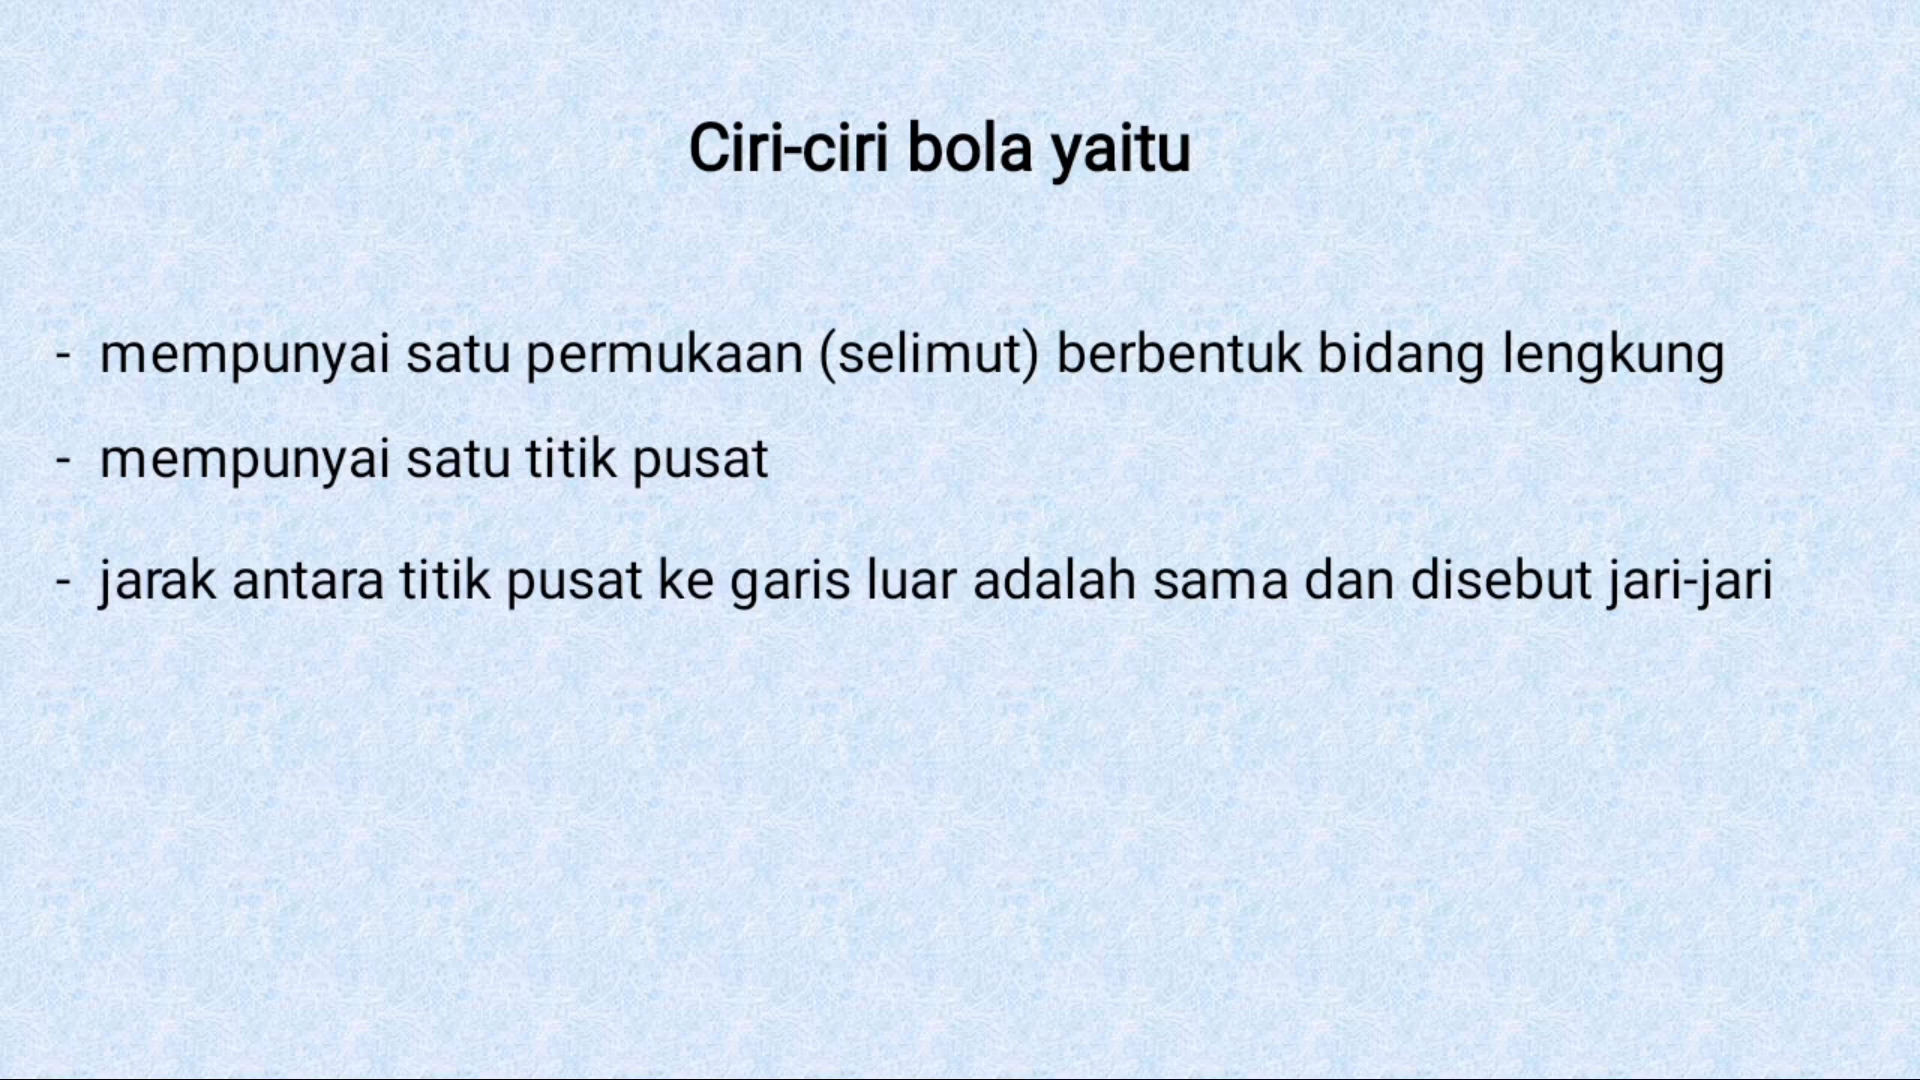 Ciri-ciri bola yaitu
- mempunyai satu permukaan (selimut) berbentuk bidang lengkung
- mempunyai satu titik pusat
- jarak antara titik pusat ke garis luar adalah sama dan disebut jari-jari